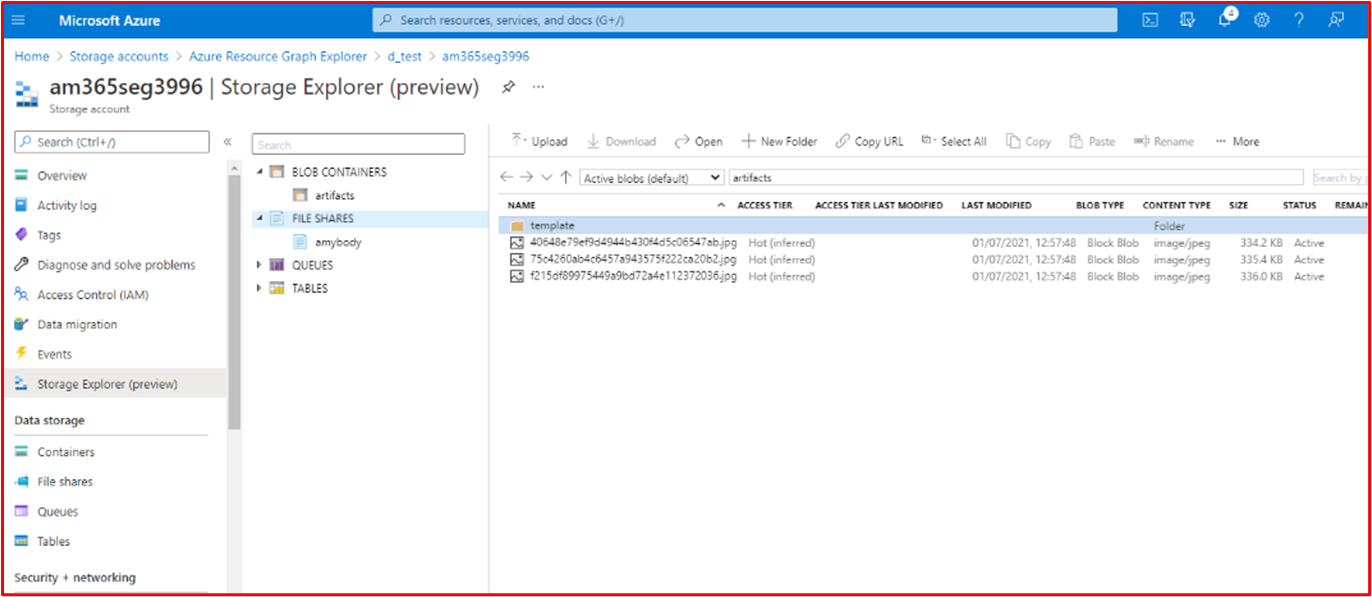 Microsoft Azure
Search resources, services, and docs (G+/)
4
Home > Storage accounts > Azure Resource Graph Explorer > d_test > am365seg3996
am365seg3996 | Storage Explorer (preview)
Storage account
Search (Ctrl+/)
Overview
Activity log
Tags
Diagnose and solve problems
Access Control (IAM)
Data migration
Events
Storage Explorer (preview)
Data storage
Containers
File shares
Queues
Tables
Security + networking
Search
BLOB CONTAINERS
artifacts
FILE SHARES
amybody
QUEUES
TABLES
Upload Download Open New Folder Copy URL Select All Copy Paste Rename More
Active blobs (default) artifacts Search by
NAME ACCESS TIER ACCESS TIER LAST MODIFIED LAST MODIFIED BLOB TYPE CONTENT TYPE SIZE STATUS REMAIN
template Folder
40648e79ef9d4944b430f4d5c06547ab.jpg Hot (inferred) 01/07/2021, 12:57:48 Block Blob image/jpeg 334.2 KB Active
75c4260ab4c6457a943575f222ca20b2.jpg Hot (inferred) 01/07/2021, 12:57:48 Block Blob image/jpeg 335.4 KB Active
f215df89975449a9bd72a4e112372036.jpg Hot (inferred) 01/07/2021, 12:57:48 Block Blob image/jpeg 336.0 KB Active